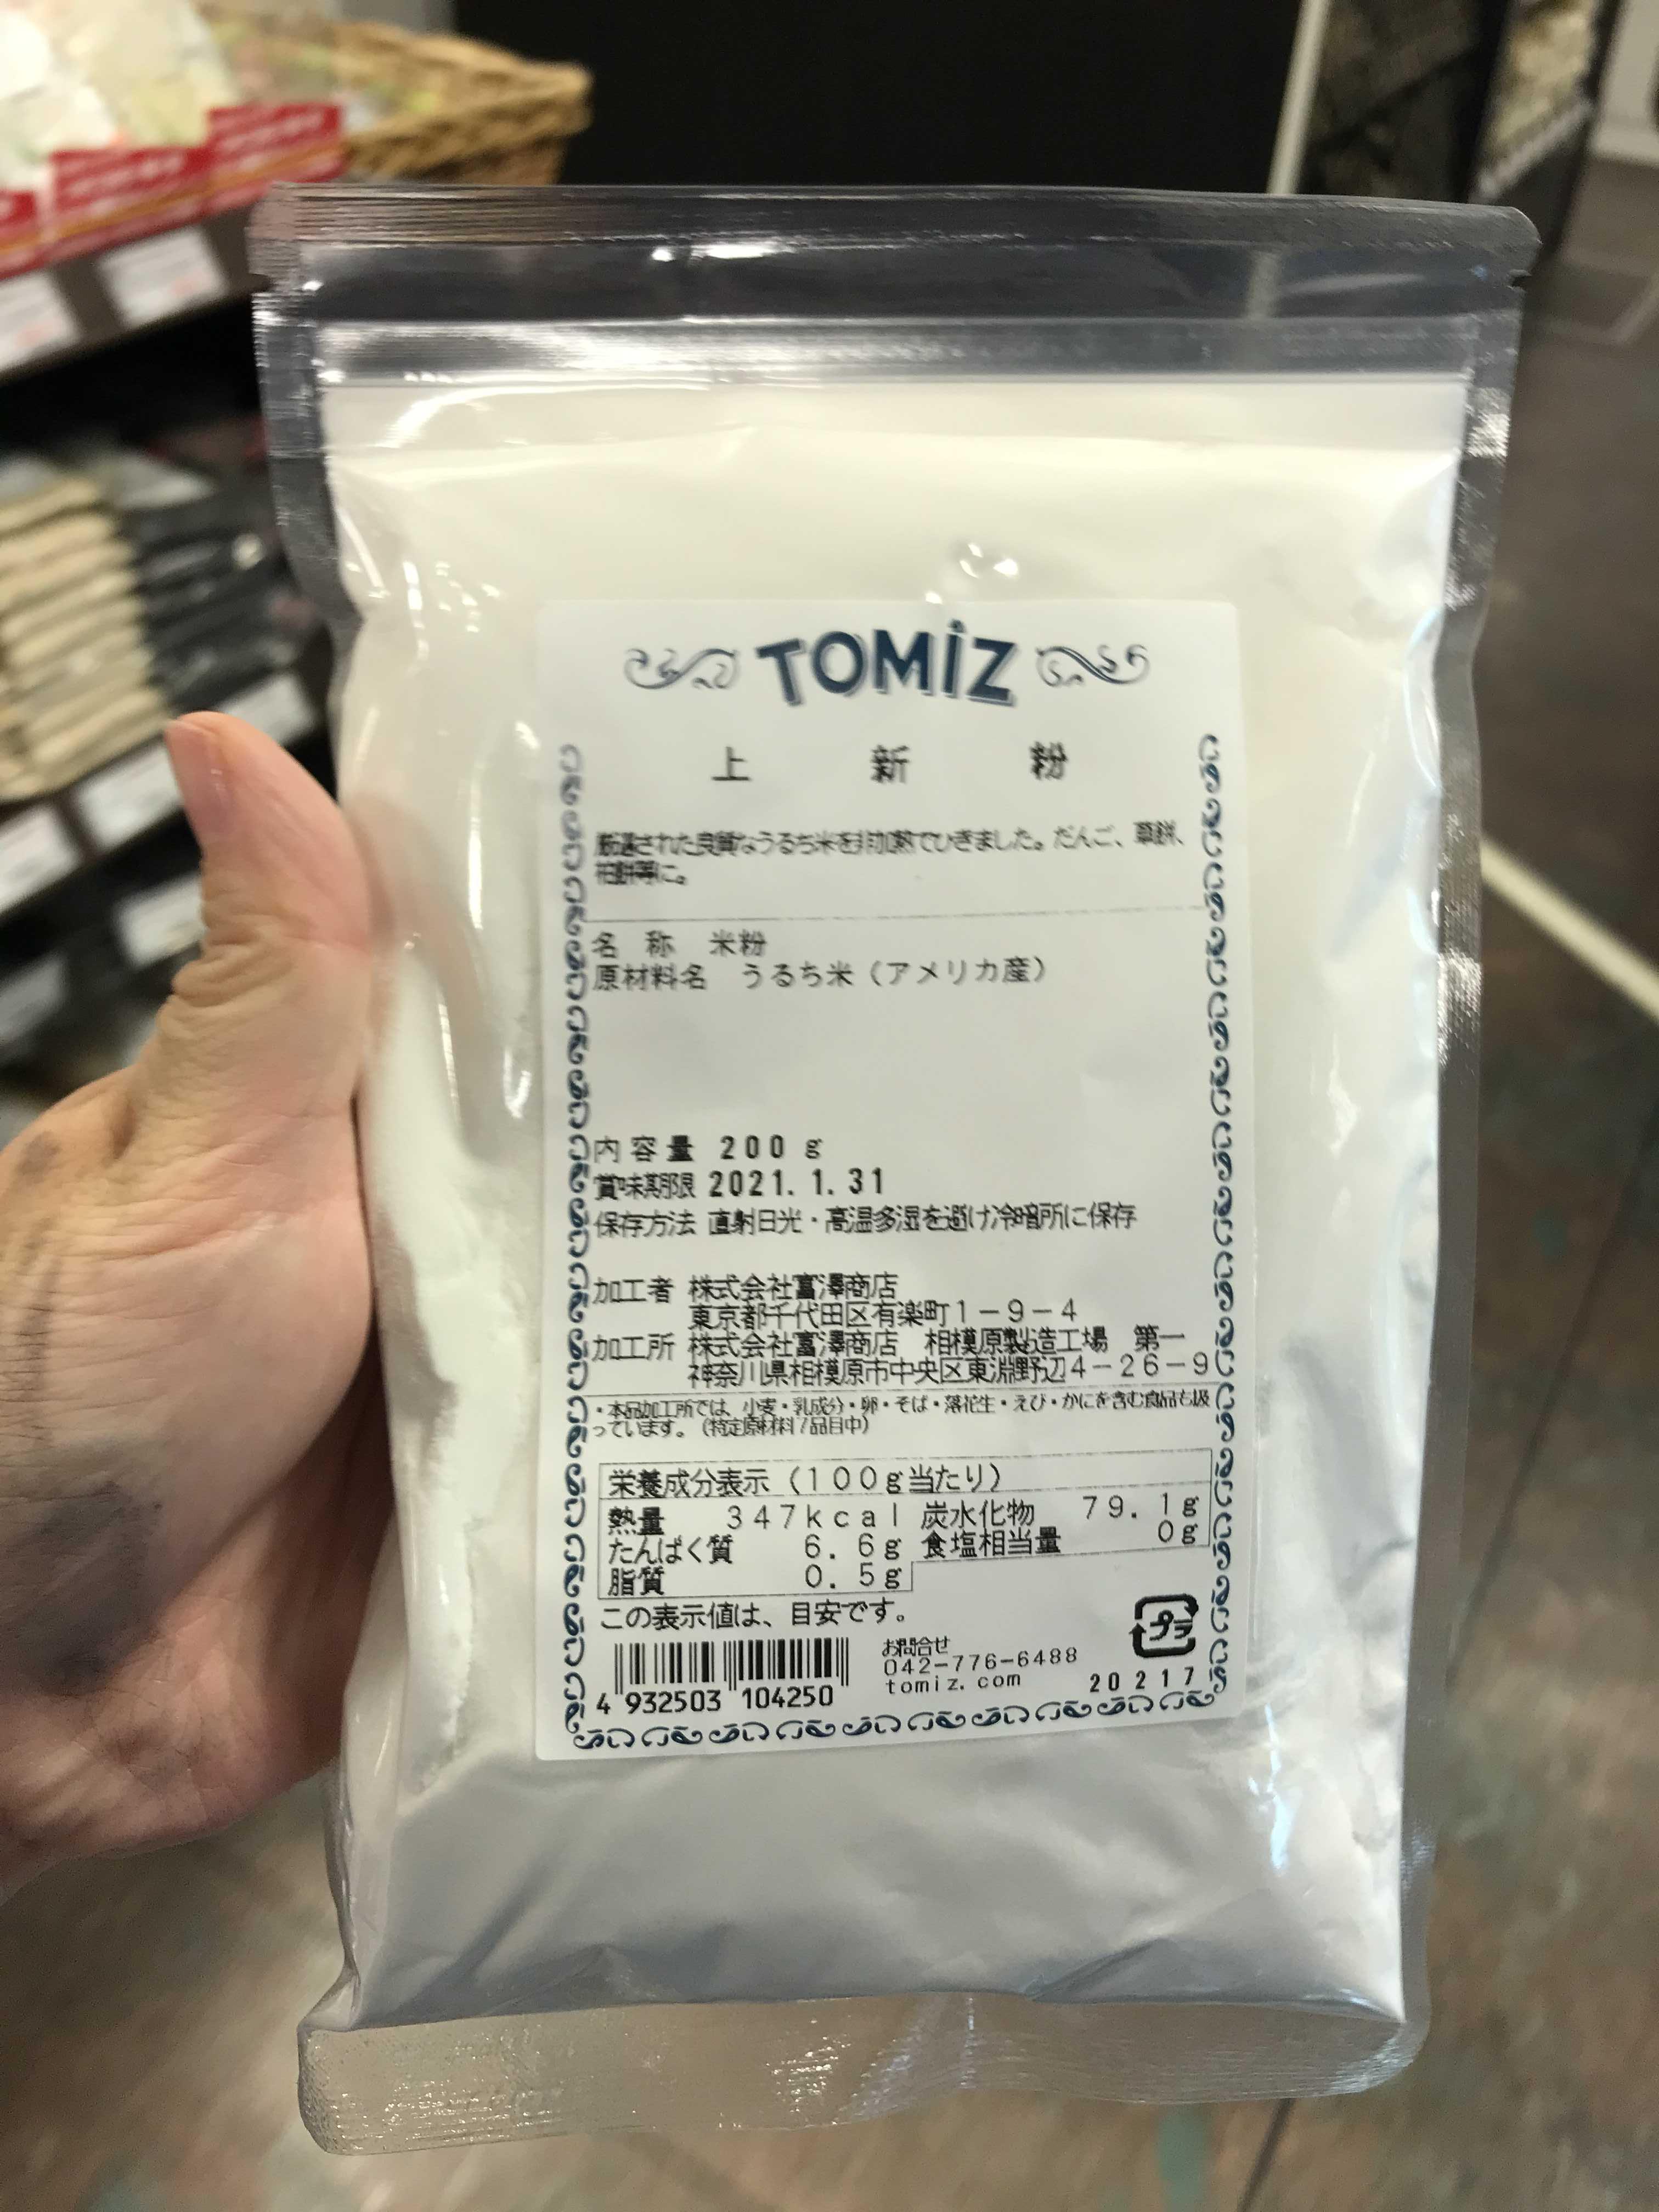 TOMIZ
上 新 粉
厳選された良質なうるち米を非加熱でひきました。だんご、草餅、
柏餅等に。
名 称 米粉
原材料名 うるち米（アメリカ産）
内容量 200 g
賞味期限 2021. 1. 31
保存方法 直射日光・高温多湿を避け冷暗所に保存
加工者 株式会社富澤商店
東京都千代田区有楽町1－9－4
加工所 株式会社富澤商店 相模原製造工場 第一
神奈川県相模原市中央区東淵野辺4－26－9
・本品加工所では、小麦・乳成分・卵・そば・落花生・えび・かにを含む食品も扱
っています。（特定原材料7品目中）
栄養成分表示（100g当たり）
熱量 347kcal 炭水化物 79.1g
たんぱく質 6.6g 食塩相当量 0g
脂質 0.5g
この表示値は、目安です。
プラ
お問合せ
042-776-6488
tomiz.com
20217
4 932503 104250